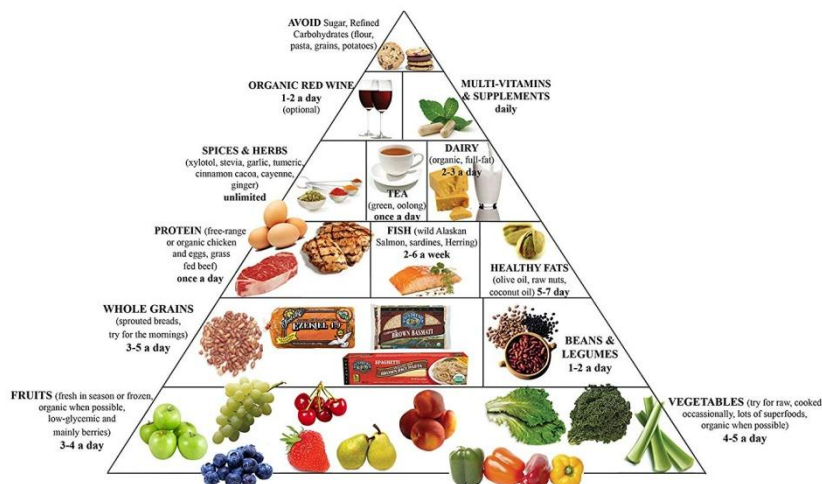 AVOID Sugar, Refined
Carbohydrates (flour,
pasta, grains, potatoes)
ORGANIC RED WINE
1-2 a day
(optional)
MULTI-VITAMINS
& SUPPLEMENTS
daily
SPICES & HERBS
(xylotol, stevia, garlic, tumeric,
cinnamon cacoa, cayenne,
ginger)
unlimited
TEA
(green, oolong)
once a day
DAIRY
(organic, full-fat)
2-3 a day
PROTEIN (free-range
or organic chicken
and eggs, grass
fed beef)
once a day
FISH (wild Alaskan
Salmon, sardines, Herring)
2-6 a week
HEALTHY FATS
(olive oil, raw nuts,
coconut oil) 5-7 day
WHOLE GRAINS
(sprouted breads,
try for the mornings)
3-5 a day
EZEKIEL 4:9
BROWN BASMATI
SPAGHETTI
BROWN RICE PASTA
BEANS &
LEGUMES
1-2 a day
FRUITS (fresh in season or frozen,
organic when possible,
low-glycemic and
mainly berries)
3-4 a day
VEGETABLES (try for raw, cooked
occassionally, lots of superfoods,
organic when possible)
4-5 a day